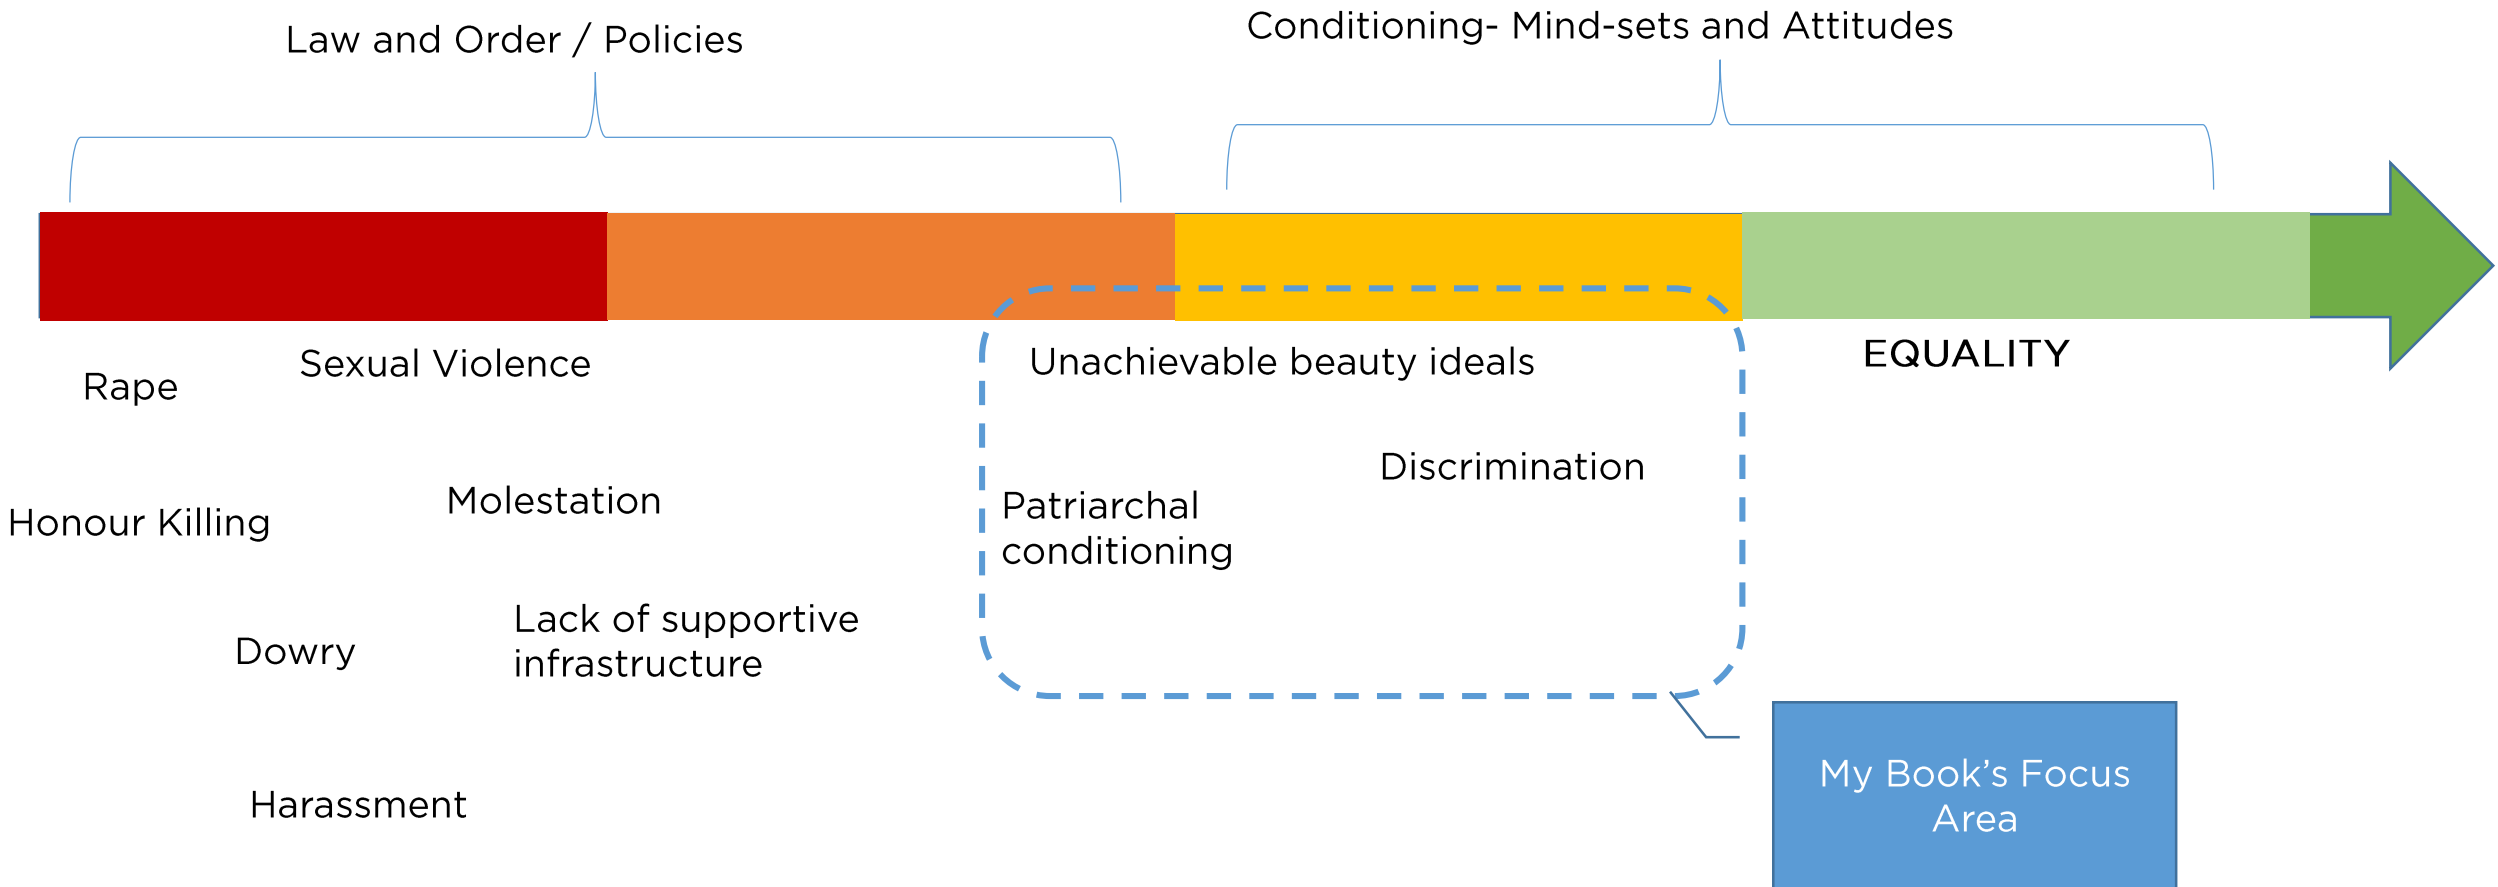 Law and Order / Policies
Conditioning- Mind-sets and Attitudes
Rape
Sexual Violence
Unachievable beauty ideals
EQUALITY
Discrimination
Honour Killing
Molestation
Patriarchal
conditioning
Dowry
Lack of supportive
infrastructure
Harassment
My Book’s Focus
Area